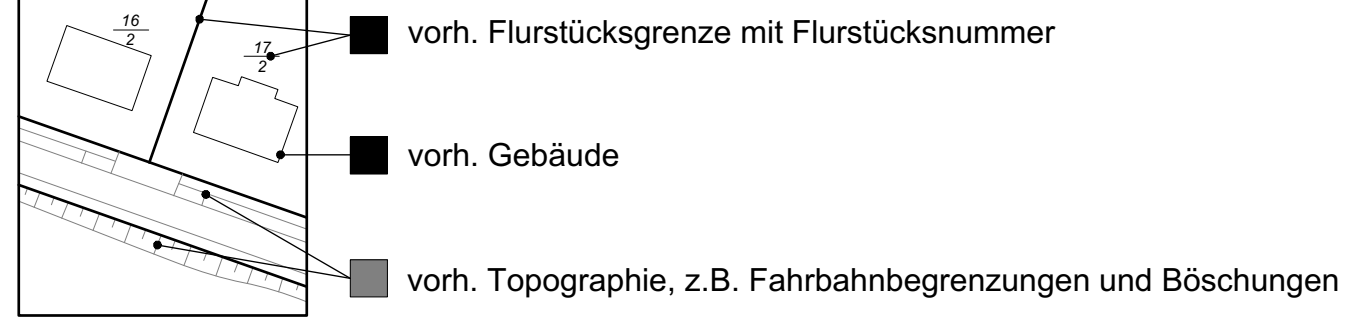 16
2
17
2
vorh. Flurstücksgrenze mit Flurstücksnummer
vorh. Gebäude
vorh. Topographie, z.B. Fahrbahnbegrenzungen und Böschungen